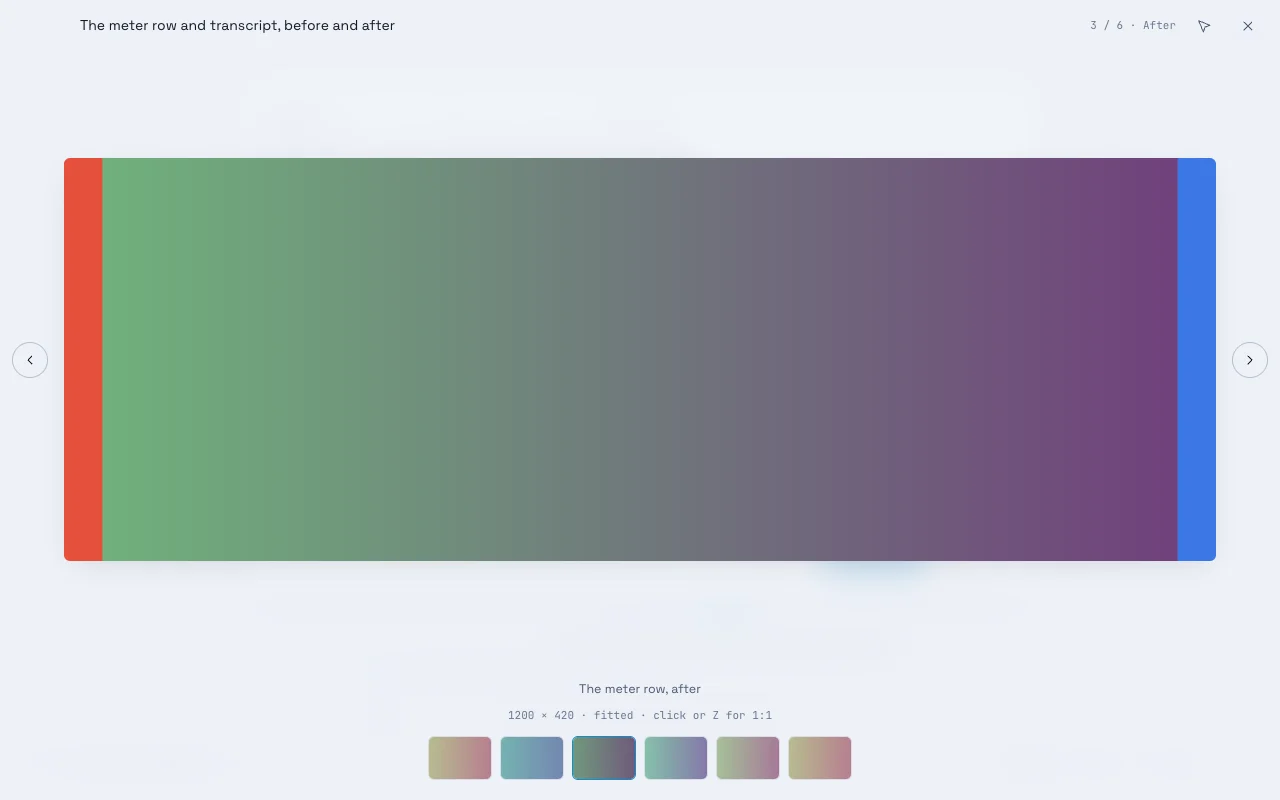 The meter row and transcript, before and after
3 / 6 · After
The meter row, after
1200 × 420 · fitted · click or Z for 1:1